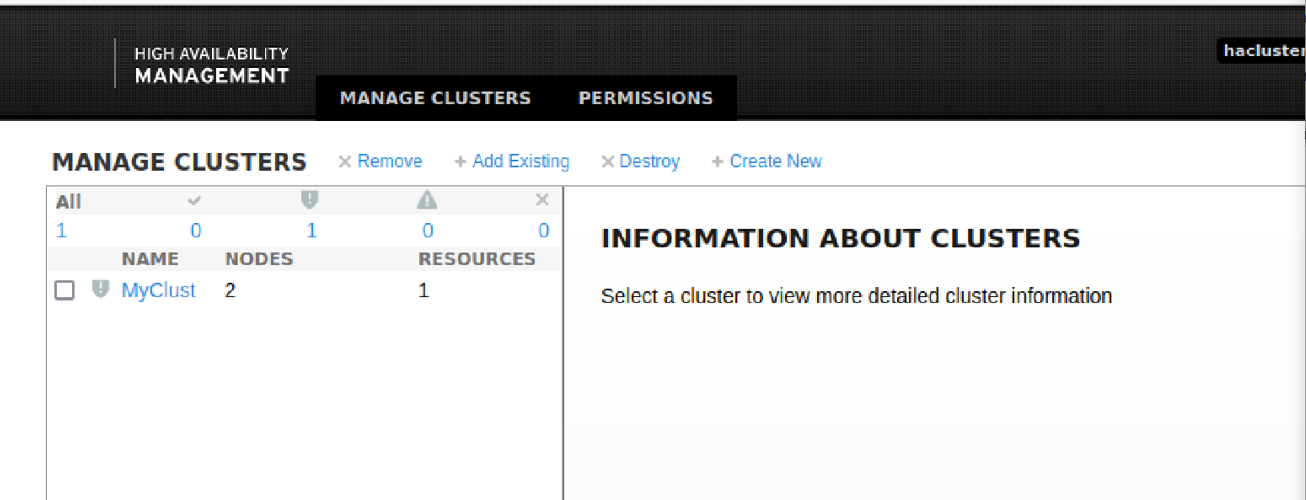 HIGH AVAILABILITY
MANAGEMENT
hacluster
MANAGE CLUSTERS PERMISSIONS
MANAGE CLUSTERS Remove Add Existing Destroy Create New
All
1 0 1 0 0
NAME NODES RESOURCES
MyClust 2 1
INFORMATION ABOUT CLUSTERS
Select a cluster to view more detailed cluster information